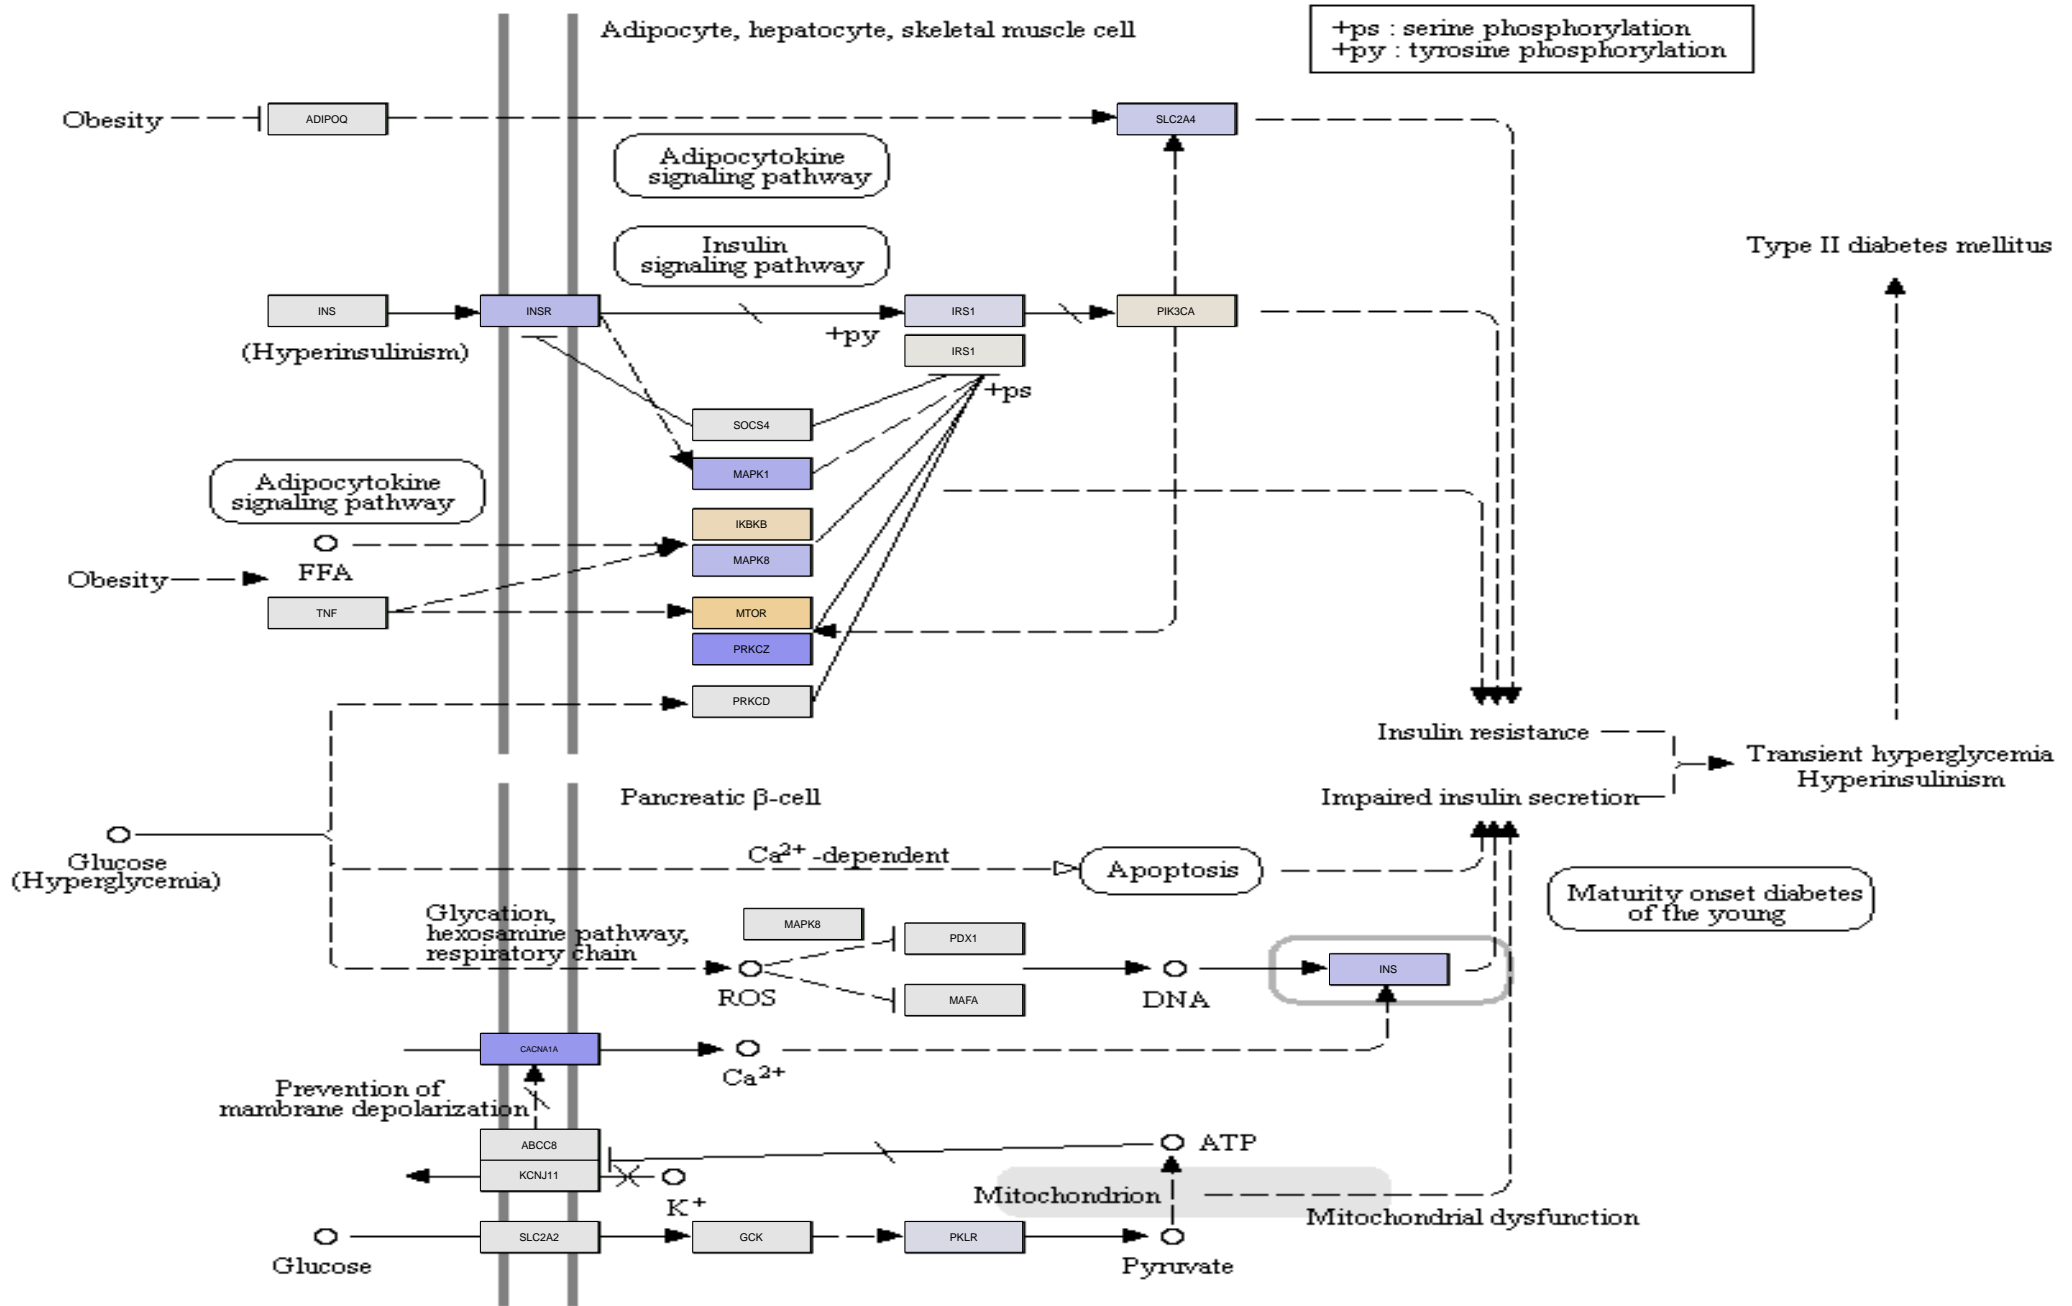 Adipocyte, hepatocyte, skeletal muscle cell
+ps : serine phosphorylation
+py : tyrosine phosphorylation
Obesity
ADIPOQ
SLC2A4
Adipocytokine
signaling pathway
Insulin
signaling pathway
Type II diabetes mellitus
INS
INSR
IRS1
PIK3CA
(Hyperinsulinism)
+py
IRS1
+ps
SOCS4
MAPK1
Adipocytokine
signaling pathway
IKBKB
FFA
MAPK8
Obesity
TNF
MTOR
PRKCZ
PRKCD
Insulin resistance
Transient hyperglycemia
Hyperinsulinism
Pancreatic β-cell
Impaired insulin secretion
Glucose
(Hyperglycemia)
Ca²⁺ -dependent
Apoptosis
Maturity onset diabetes
of the young
Glycation,
hexosamine pathway,
respiratory chain
MAPK8
PDX1
ROS
MAFA
DNA
INS
CACNA1A
Ca²⁺
Prevention of
mambrane depolarization
ABCC8
KCNJ11
K⁺
ATP
Mitochondrion
Mitochondrial dysfunction
Glucose
SLC2A2
GCK
PKLR
Pyruvate